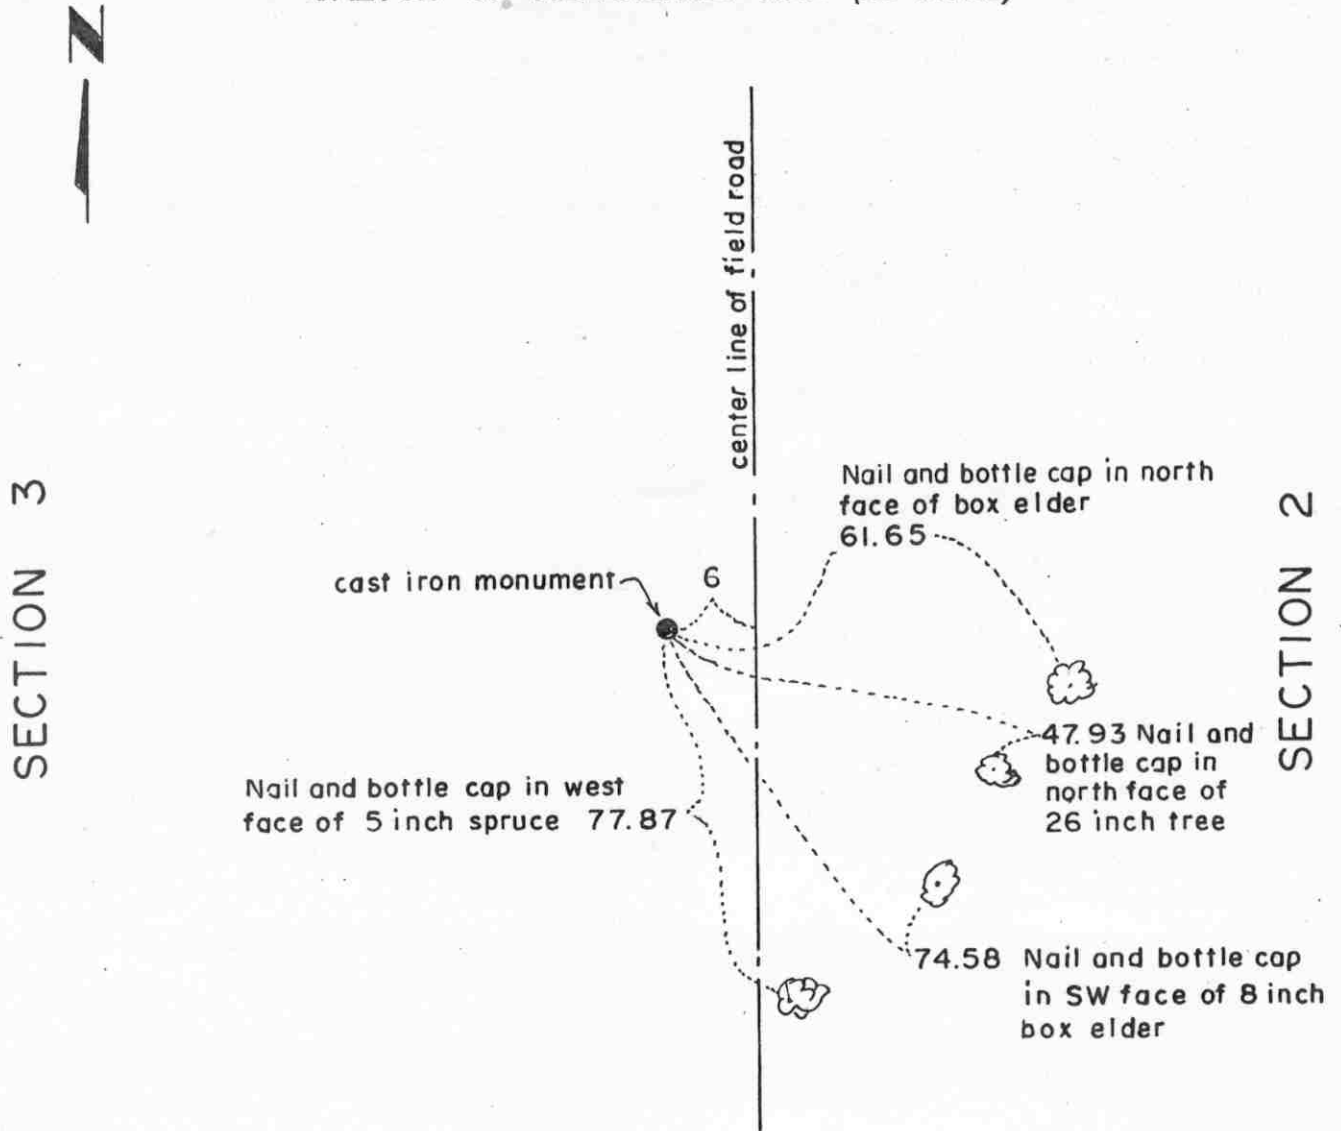 N
center line of field road
SECTION 3
Nail and bottle cap in north
face of box elder
61.65
SECTION 2
cast iron monument
6
47.93 Nail and
bottle cap in
north face of
26 inch tree
Nail and bottle cap in west
face of 5 inch spruce 77.87
74.58 Nail and bottle cap
in SW face of 8 inch
box elder